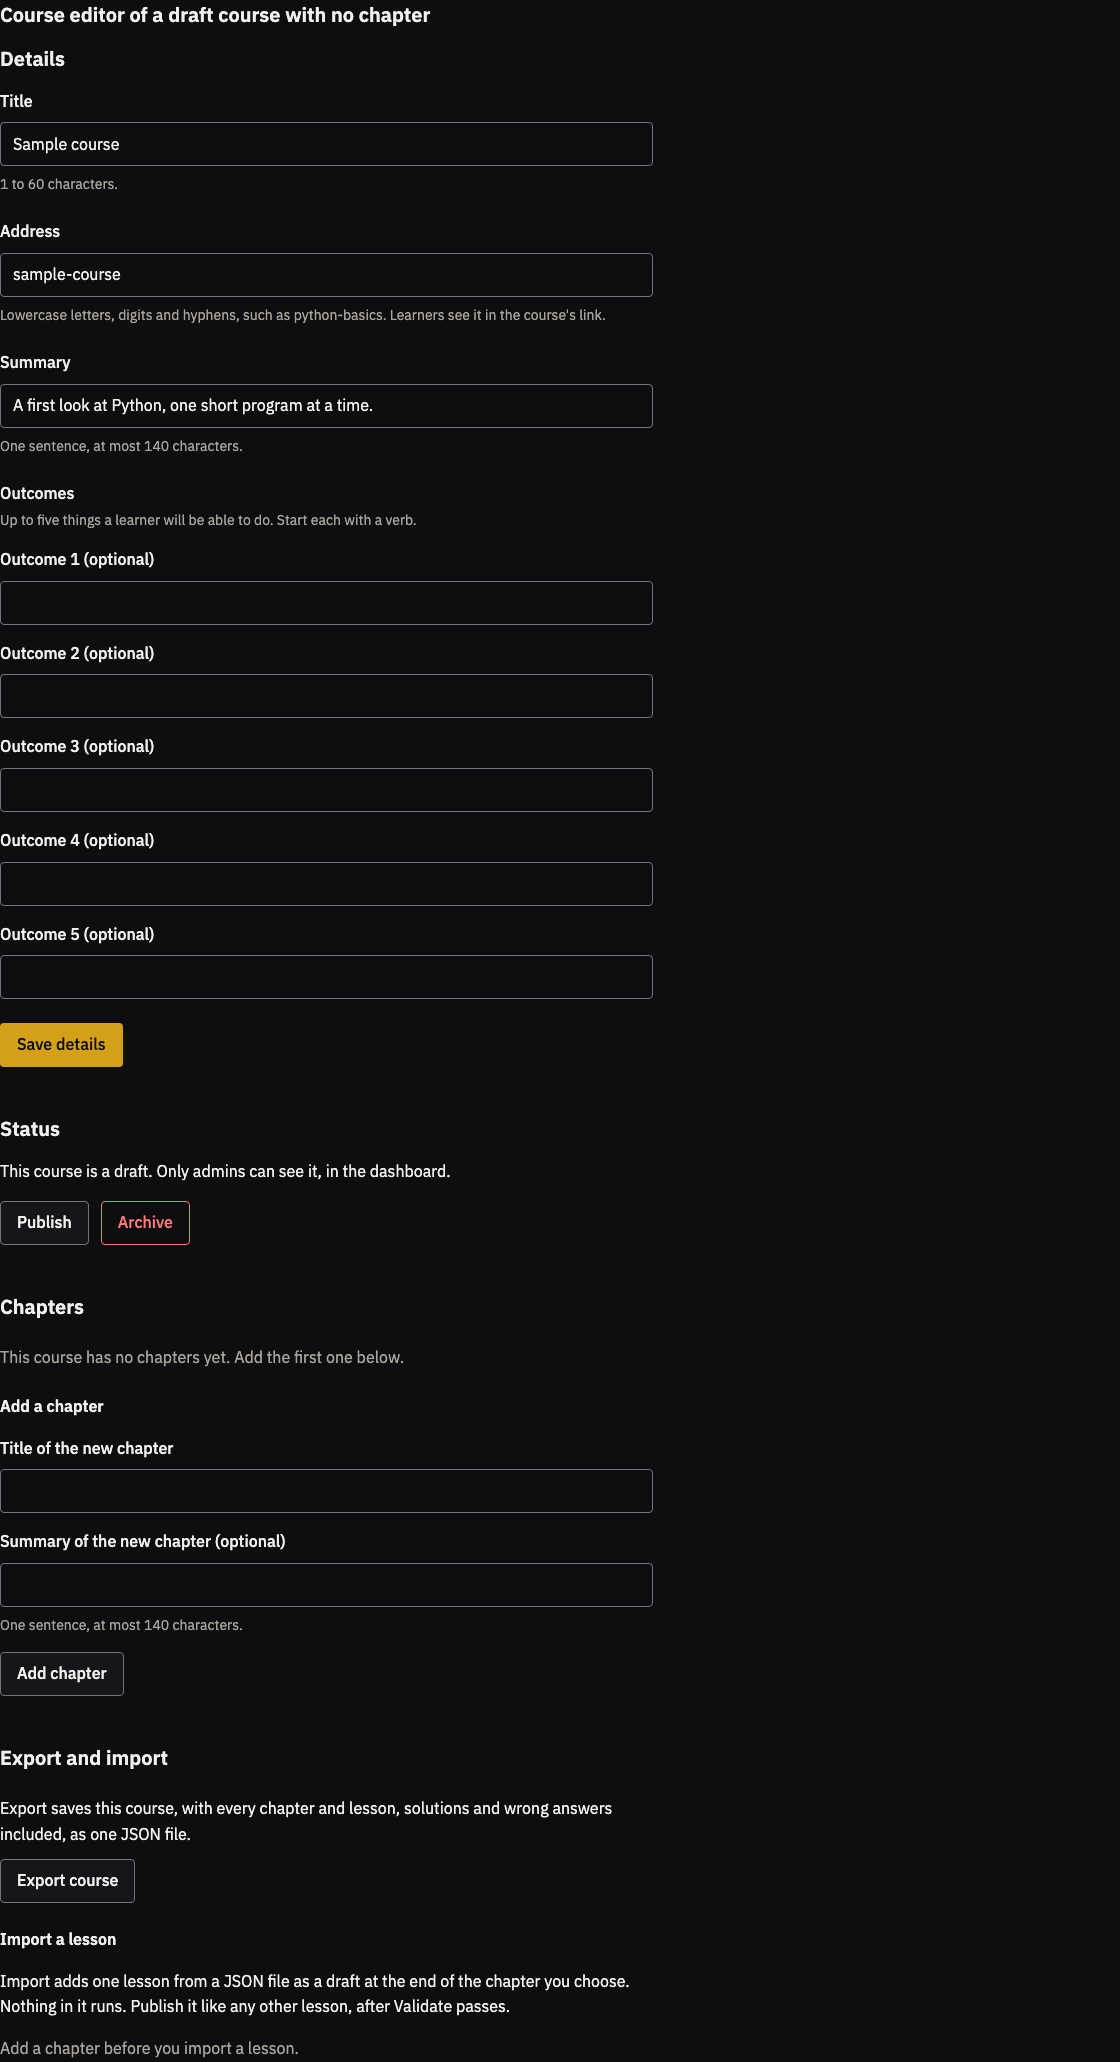 Course editor of a draft course with no chapter
Details
Title
Sample course
1 to 60 characters.
Address
sample-course
Lowercase letters, digits and hyphens, such as python-basics. Learners see it in the course's link.
Summary
A first look at Python, one short program at a time.
One sentence, at most 140 characters.
Outcomes
Up to five things a learner will be able to do. Start each with a verb.
Outcome 1 (optional)
Outcome 2 (optional)
Outcome 3 (optional)
Outcome 4 (optional)
Outcome 5 (optional)
Save details
Status
This course is a draft. Only admins can see it, in the dashboard.
Publish Archive
Chapters
This course has no chapters yet. Add the first one below.
Add a chapter
Title of the new chapter
Summary of the new chapter (optional)
One sentence, at most 140 characters.
Add chapter
Export and import
Export saves this course, with every chapter and lesson, solutions and wrong answers
included, as one JSON file.
Export course
Import a lesson
Import adds one lesson from a JSON file as a draft at the end of the chapter you choose.
Nothing in it runs. Publish it like any other lesson, after Validate passes.
Add a chapter before you import a lesson.